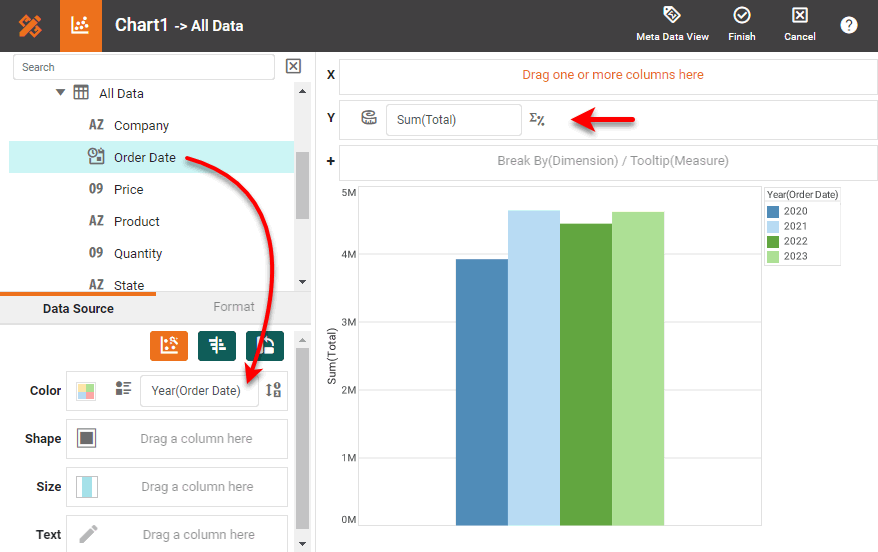 Chart1 -> All Data
Meta Data View
Finish
Cancel
?
Search
All Data
AZ Company
Order Date
09 Price
AZ Product
09 Quantity
AZ State
Data Source
Format
Color
Year(Order Date)
Shape
Drag a column here
Size
Drag a column here
Text
Drag a column here
X
Drag one or more columns here
Y
Sum(Total)
+
Break By(Dimension) / Tooltip(Measure)
5M
4M
3M
2M
1M
0M
Sum(Total)
Year(Order Date)
2020
2021
2022
2023